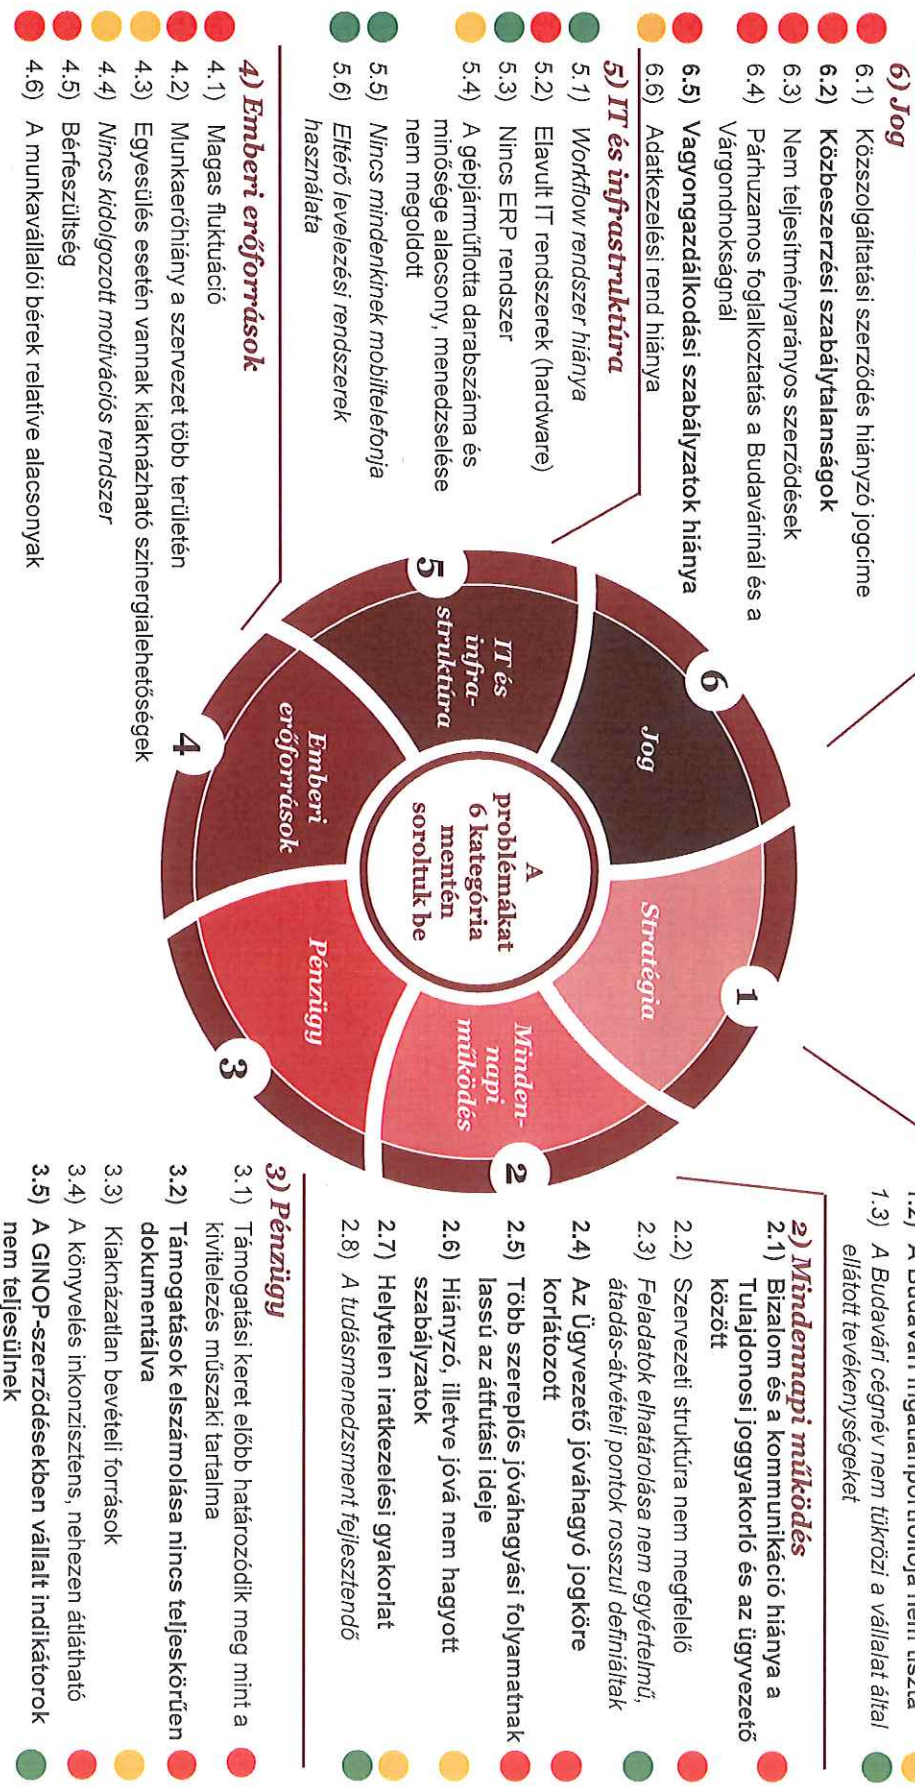 6) Jog
6.1) Közszolgáltatási szerződés hiányzó jogcíme
6.2) Közbeszerzési szabálytalanságok
6.3) Nem teljesítményarányos szerződések
6.4) Párhuzamos foglalkoztatás a Budavárinál és a
Várgondnokságnál
6.5) Vagyongazdálkodási szabályzatok hiánya
6.6) Adatkezelési rend hiánya
5) IT és infrastruktúra
5.1) Workflow rendszer hiánya
5.2) Elavult IT rendszerek (hardware)
5.3) Nincs ERP rendszer
5.4) A gépjárműflotta darabszáma és
minősége alacsony, menedzselése
nem megoldott
5.5) Nincs mindenkinek mobiltelefonja
5.6) Eltérő levelezési rendszerek
használata
4) Emberi erőforrások
4.1) Magas fluktuáció
4.2) Munkaerőhiány a szervezet több területén
4.3) Egyesülés esetén vannak kiaknázható szinergialehetőségek
4.4) Nincs kidolgozott motivációs rendszer
4.5) Bérfeszültség
4.6) A munkavállalói bérek relatíve alacsonyak
6
Jog
5
IT és
infra-
struktúra
4
Emberi
erőforrások
A
problémákat
6 kategória
mentén
soroltuk be
1
Stratégia
2
Minden-
napi
működés
3
Pénzügy
1.2) A Budavári ingatlanportfóliója nem tiszta
1.3) A Budavári cégnév nem tükrözi a vállalat által
ellátott tevékenységeket
2) Mindennapi működés
2.1) Bizalom és a kommunikáció hiánya a
Tulajdonosi joggyakorló és az ügyvezető
között
2.2) Szervezeti struktúra nem megfelelő
2.3) Feladatok elhatárolása nem egyértelmű,
átadás-átvételi pontok rosszul definiáltak
2.4) Az Ügyvezető jóváhagyó jogköre
korlátozott
2.5) Több szereplős jóváhagyási folyamatnak
lassú az átfutási ideje
2.6) Hiányzó, illetve jóvá nem hagyott
szabályzatok
2.7) Helytelen iratkezelési gyakorlat
2.8) A tudásmenedzsment fejlesztendő
3) Pénzügy
3.1) Támogatási keret előbb határozódik meg mint a
kivitelezés műszaki tartalma
3.2) Támogatások elszámolása nincs teljeskörűen
dokumentálva
3.3) Kiaknázatlan bevételi források
3.4) A könyvelés inkonzisztens, nehezen átlátható
3.5) A GINOP-szerződésekben vállalt indikátorok
nem teljesülnek